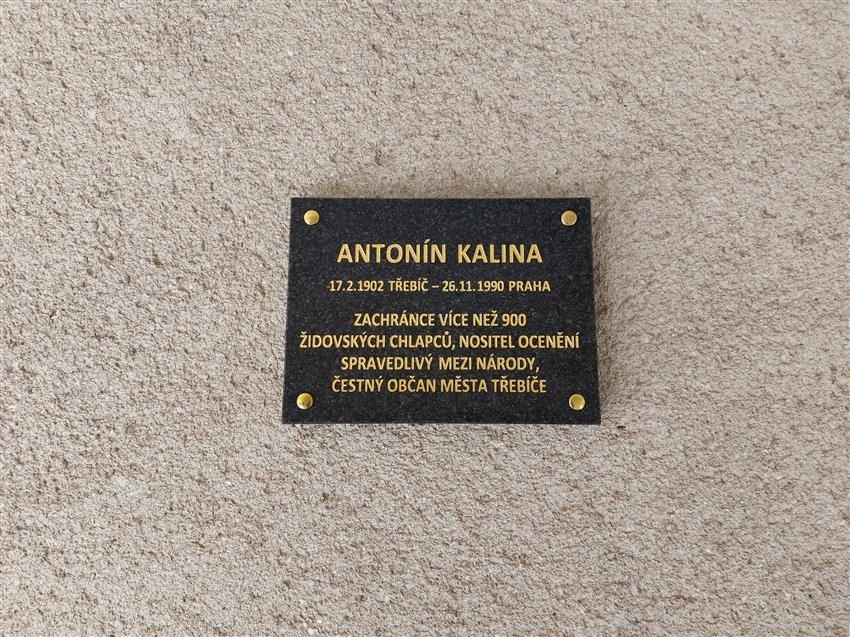 ANTONÍN KALINA
17.2.1902 TŘEBÍČ – 26.11.1990 PRAHA
ZACHRÁNCE VÍCE NEŽ 900
ŽIDOVSKÝCH CHLAPCŮ, NOSITEL OCENĚNÍ
SPRAVEDLIVÝ MEZI NÁRODY,
ČESTNÝ OBČAN MĚSTA TŘEBÍČE